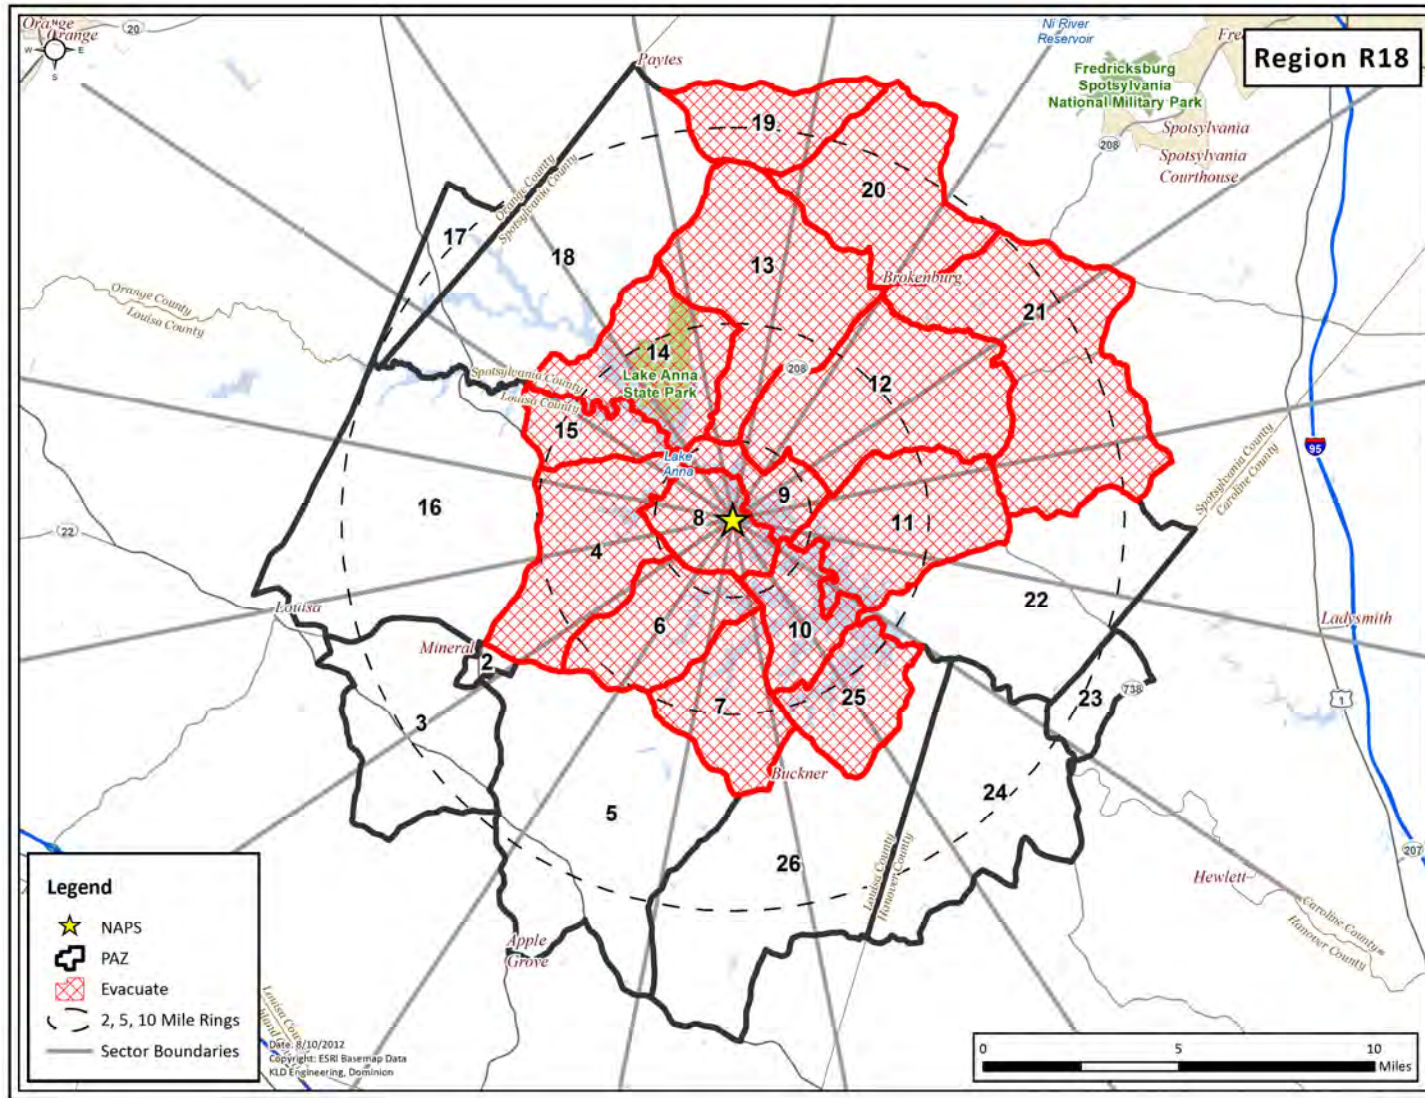 Region R18
Orange
Orange
N
W
E
S
20
Paytes
Ni River
Reservoir
Fredricksburg
Spotsylvania
National Military Park
Spotsylvania
208
Spotsylvania
Courthouse
19
20
17
Orange County
Spotsylvania County
18
13
Brokenburg
21
Orange County
Louisa County
14
Lake Anna
State Park
208
12
Spotsylvania County
Louisa County
15
95
Spotsylvania County
Caroline County
Lake
Anna
16
9
8
11
22
4
Louisa
22
Ladysmith
Mineral
2
6
10
23
738
1
3
7
25
Buckner
5
24
26
Louisa County
Hanover County
207
Hewlett
Caroline County
Hanover County
Apple
Grove
Legend
NAPS
PAZ
Evacuate
2, 5, 10 Mile Rings
Sector Boundaries
Date: 8/10/2012
Copyright: ESRI Basemap Data
KLD Engineering, Dominion
0
5
10
Miles